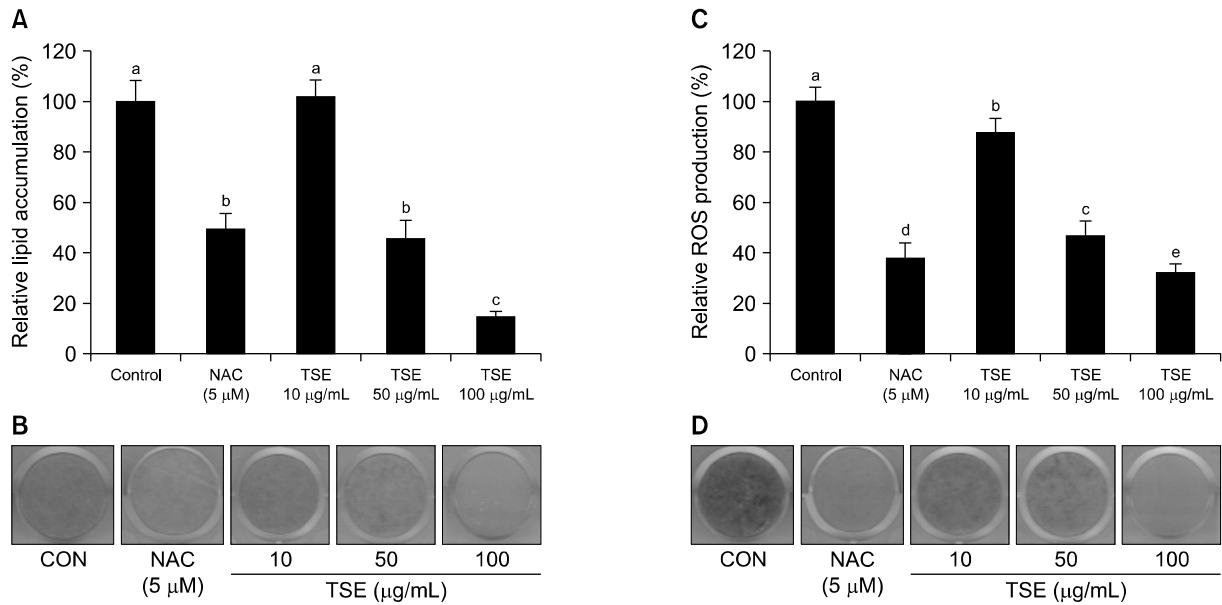 A
Relative lipid accumulation (%)
120
100
80
60
40
20
0
a
b
a
b
c
Control
NAC
(5 μM)
TSE
10 μg/mL
TSE
50 μg/mL
TSE
100 μg/mL
B
CON
NAC
(5 μM)
10
50
100
TSE (μg/mL)
C
Relative ROS production (%)
120
100
80
60
40
20
0
a
d
b
c
e
Control
NAC
(5 μM)
TSE
10 μg/mL
TSE
50 μg/mL
TSE
100 μg/mL
D
CON
NAC
(5 μM)
10
50
100
TSE (μg/mL)